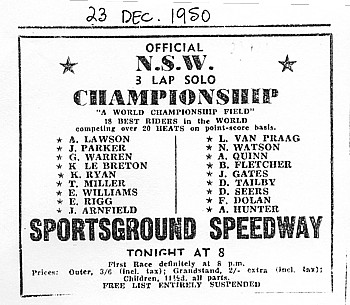 23 DEC. 1950
OFFICIAL
N.S.W.
3 LAP SOLO
CHAMPIONSHIP
"A WORLD CHAMPIONSHIP FIELD"
18 BEST RIDERS in the WORLD
competing over 20 HEATS on point-score basis.
A. LAWSON
J. PARKER
G. WARREN
K LE BRETON
K. RYAN
T. MILLER
E. WILLIAMS
E. RIGG
J. ARNFIELD
L. VAN PRAAG
N. WATSON
A. QUINN
B. FLETCHER
J. GATES
D. TAILBY
D. SEERS
F. DOLAN
A. HUNTER
SPORTSGROUND SPEEDWAY
TONIGHT AT 8
First Race definitely at 8 p.m.
Prices: Outer, 3/6 (incl. tax); Grandstand, 2/- extra (incl. tax);
Children, 11½d, all parts.
FREE LIST ENTIRELY SUSPENDED